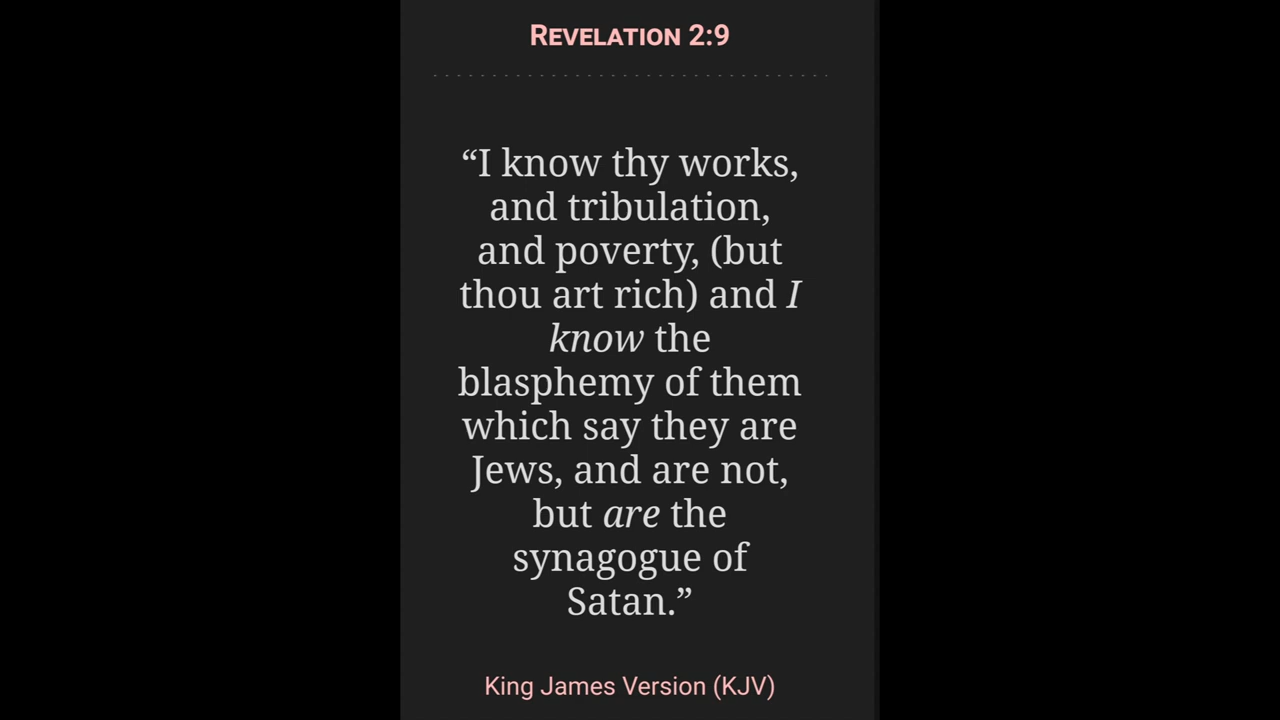 Revelation 2:9
“I know thy works,
and tribulation,
and poverty, (but
thou art rich) and I
know the
blasphemy of them
which say they are
Jews, and are not,
but are the
synagogue of
Satan.”
King James Version (KJV)